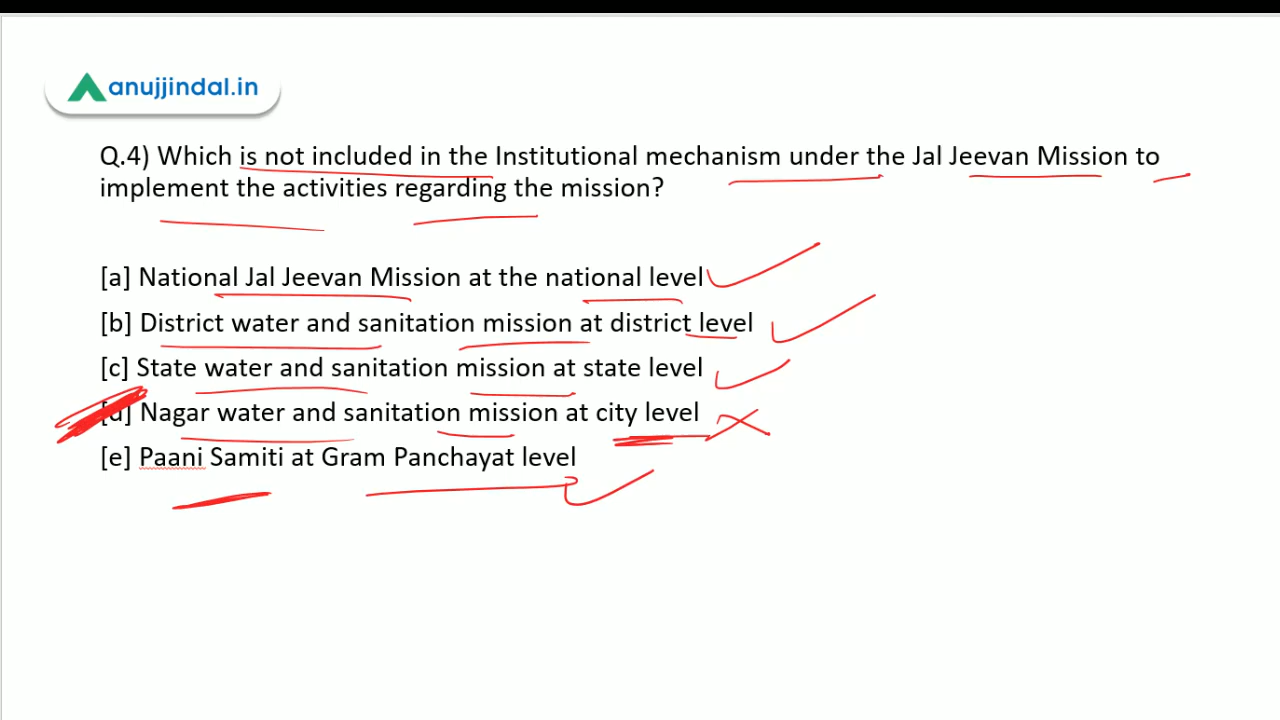 anujjindal.in
Q.4) Which is not included in the Institutional mechanism under the Jal Jeevan Mission to
implement the activities regarding the mission?
[a] National Jal Jeevan Mission at the national level
[b] District water and sanitation mission at district level
[c] State water and sanitation mission at state level
[d] Nagar water and sanitation mission at city level
[e] Paani Samiti at Gram Panchayat level